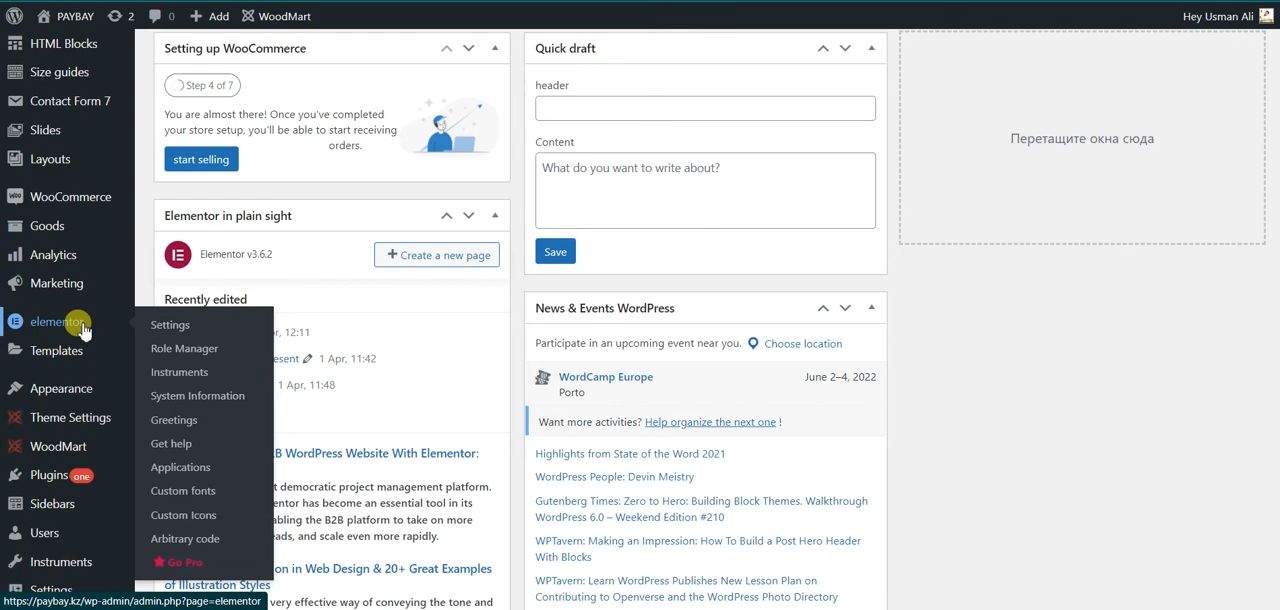 PAYBAY 2 0 Add WoodMart Hey Usman Ali
HTML Blocks
Size guides
Contact Form 7
Slides
Layouts
WooCommerce
Goods
Analytics
Marketing
elementor
Templates
Appearance
Theme Settings
WoodMart
Plugins one
Sidebars
Users
Instruments
Settings
https://paybay.kz/wp-admin/admin.php?page=elementor
Settings
Role Manager
Instruments
System Information
Greetings
Get help
Applications
Custom fonts
Custom Icons
Arbitrary code
Go Pro
Setting up WooCommerce
Step 4 of 7
You are almost there! Once you've completed
your store setup, you'll be able to start receiving
orders.
start selling
Elementor in plain sight
Elementor v3.6.2
Create a new page
Recently edited
12:11
1 Apr, 11:42
1 Apr, 11:48
B WordPress Website With Elementor:
democratic project management platform.
has become an essential tool in its
the B2B platform to take on more
and scale even more rapidly.
in Web Design & 20+ Great Examples
of Illustration Styles
very effective way of conveying the tone and
Quick draft
header
Content
What do you want to write about?
Save
News & Events WordPress
Participate in an upcoming event near you. Choose location
WordCamp Europe June 2–4, 2022
Porto
Want more activities? Help organize the next one !
Highlights from State of the Word 2021
WordPress People: Devin Meistry
Gutenberg Times: Zero to Hero: Building Block Themes. Walkthrough
WordPress 6.0 – Weekend Edition #210
WPTavern: Making an Impression: How To Build a Post Hero Header
With Blocks
WPTavern: Learn WordPress Publishes New Lesson Plan on
Contributing to Openverse and the WordPress Photo Directory
Перетащите окна сюда